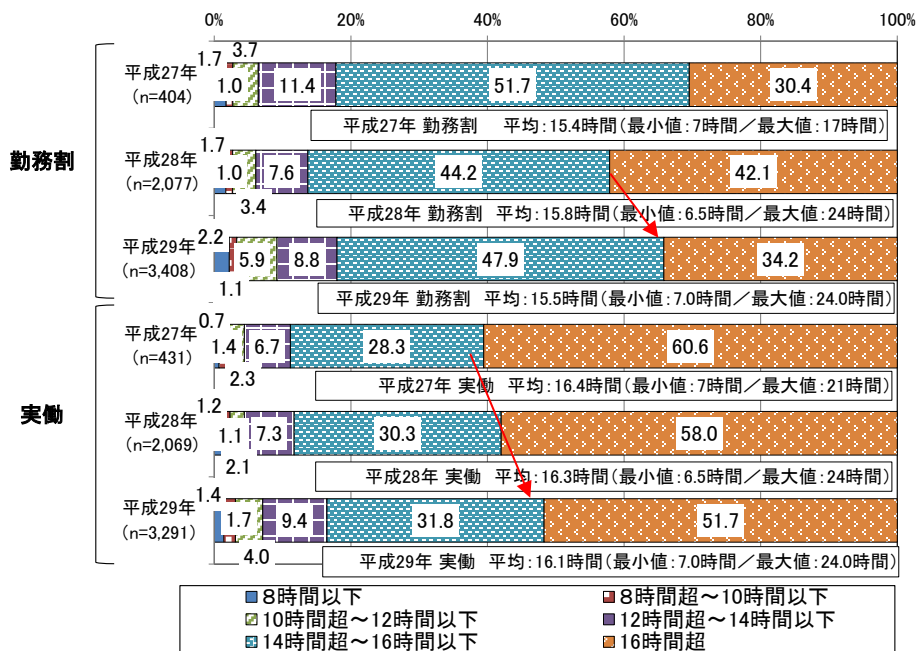 0% 20% 40% 60% 80% 100%
勤務割
平成27年
(n=404)
1.7 1.0 3.7 11.4 51.7 30.4
平成27年 勤務割 平均:15.4時間(最小値:7時間/最大値:17時間)
平成28年
(n=2,077)
1.7 1.0 3.4 7.6 44.2 42.1
平成28年 勤務割 平均:15.8時間(最小値:6.5時間/最大値:24時間)
平成29年
(n=3,408)
2.2 1.1 5.9 8.8 47.9 34.2
平成29年 勤務割 平均:15.5時間(最小値:7.0時間/最大値:24.0時間)
実働
平成27年
(n=431)
0.7 1.4 2.3 6.7 28.3 60.6
平成27年 実働 平均:16.4時間(最小値:7時間/最大値:21時間)
平成28年
(n=2,069)
1.2 1.1 2.1 7.3 30.3 58.0
平成28年 実働 平均:16.3時間(最小値:6.5時間/最大値:24時間)
平成29年
(n=3,291)
1.4 1.7 4.0 9.4 31.8 51.7
平成29年 実働 平均:16.1時間(最小値:7.0時間/最大値:24.0時間)
8時間以下 8時間超~10時間以下
10時間超~12時間以下 12時間超~14時間以下
14時間超~16時間以下 16時間超